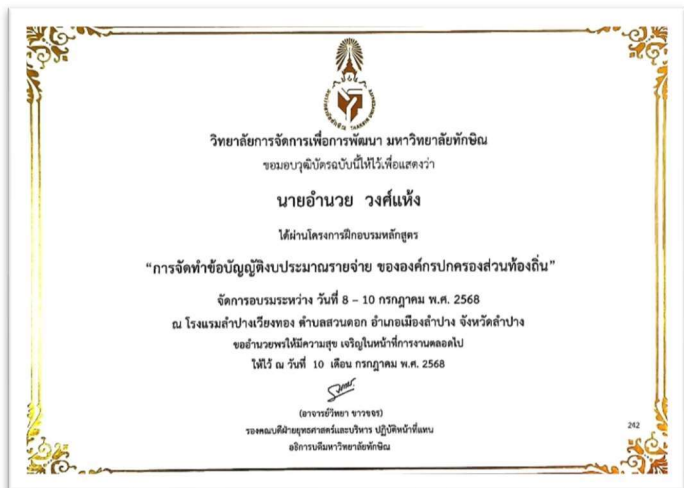 วิทยาลัยการจัดการเพื่อการพัฒนา มหาวิทยาลัยทักษิณ
ขอมอบวุฒิบัตรฉบับนี้ให้ไว้เพื่อแสดงว่า
นายอำนวย วงศ์แห้ง
ได้ผ่านโครงการฝึกอบรมหลักสูตร
“การจัดทำข้อบัญญัติงบประมาณรายจ่าย ขององค์กรปกครองส่วนท้องถิ่น”
จัดการอบรมระหว่าง วันที่ 8 – 10 กรกฎาคม พ.ศ. 2568
ณ โรงแรมลำปางเวียงทอง ตำบลสวนดอก อำเภอเมืองลำปาง จังหวัดลำปาง
ขออำนวยพรให้มีความสุข เจริญในหน้าที่การงานตลอดไป
ให้ไว้ ณ วันที่ 10 เดือน กรกฎาคม พ.ศ. 2568
(อาจารย์วิทยา ขาวขจร)
รองคณบดีฝ่ายยุทธศาสตร์และบริหาร ปฏิบัติหน้าที่แทน
อธิการบดีมหาวิทยาลัยทักษิณ
242